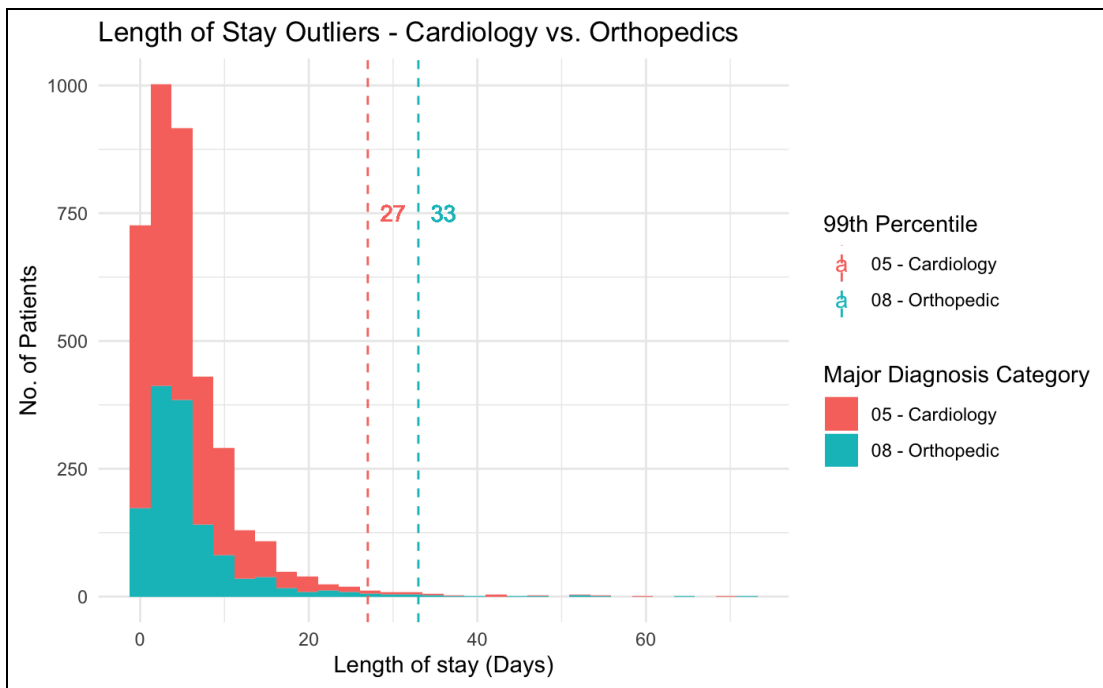 Length of Stay Outliers - Cardiology vs. Orthopedics
No. of Patients
1000
750
500
250
0
27
33
0
20
40
60
Length of stay (Days)
99th Percentile
a 05 - Cardiology
a 08 - Orthopedic
Major Diagnosis Category
05 - Cardiology
08 - Orthopedic